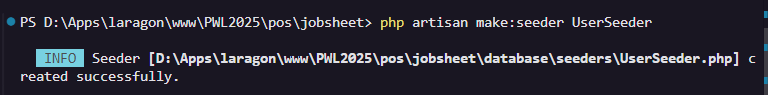 PS D:\Apps\laragon\www\PWL2025\pos\jobsheet> php artisan make:seeder UserSeeder
INFO Seeder [D:\Apps\laragon\www\PWL2025\pos\jobsheet\database\seeders\UserSeeder.php] c
reated successfully.